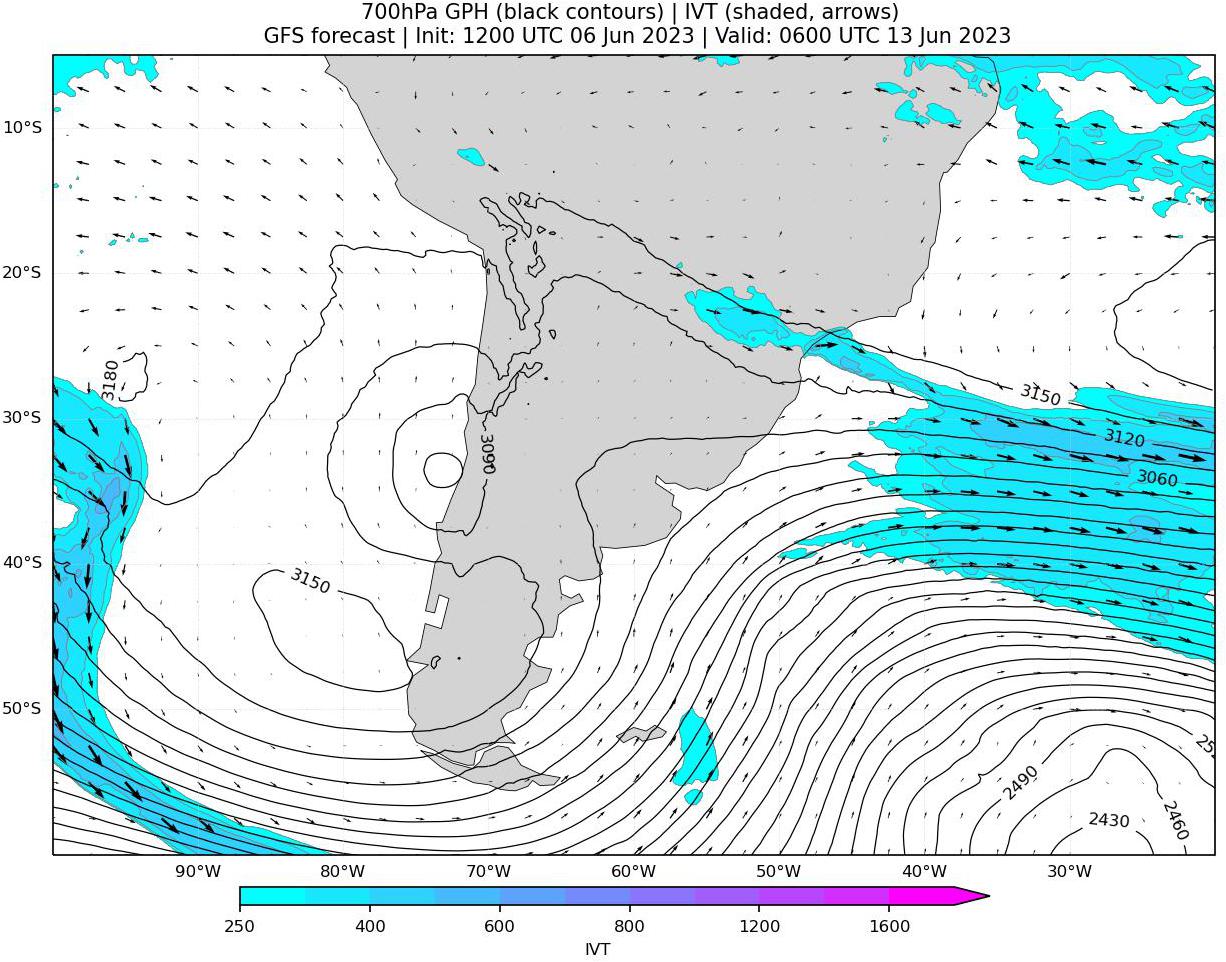 700hPa GPH (black contours) | IVT (shaded, arrows)
GFS forecast | Init: 1200 UTC 06 Jun 2023 | Valid: 0600 UTC 13 Jun 2023
10°S
20°S
3180
3150
30°S
3120
3090
3060
40°S
3150
50°S
2490
2430
2460
90°W 80°W 70°W 60°W 50°W 40°W 30°W
250 400 600 800 1200 1600
IVT